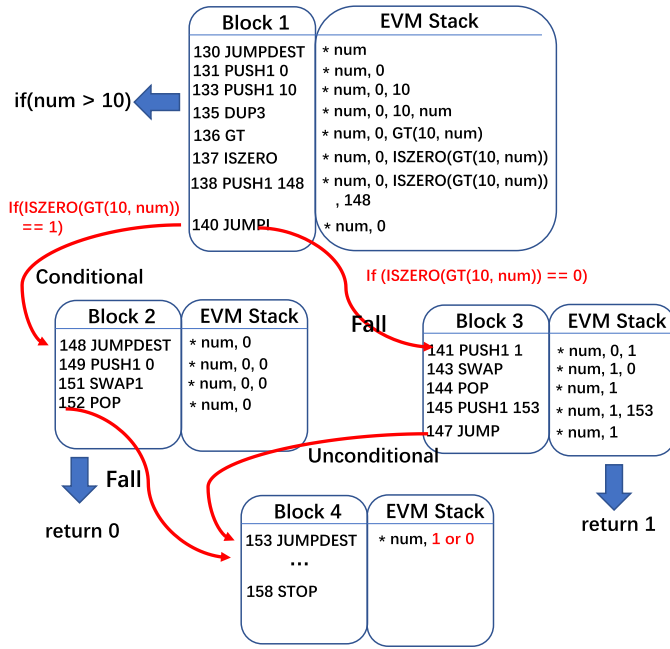 Block 1
EVM Stack
130 JUMPDEST
* num
131 PUSH1 0
* num, 0
133 PUSH1 10
* num, 0, 10
135 DUP3
* num, 0, 10, num
136 GT
* num, 0, GT(10, num)
137 ISZERO
* num, 0, ISZERO(GT(10, num))
138 PUSH1 148
* num, 0, ISZERO(GT(10, num))
, 148
140 JUMPI
* num, 0
if(num > 10)
If(ISZERO(GT(10, num))
== 1)
If (ISZERO(GT(10, num)) == 0)
Conditional
Fall
Block 2
EVM Stack
148 JUMPDEST
* num, 0
149 PUSH1 0
* num, 0, 0
151 SWAP1
* num, 0, 0
152 POP
* num, 0
Block 3
EVM Stack
141 PUSH1 1
* num, 0, 1
143 SWAP
* num, 1, 0
144 POP
* num, 1
145 PUSH1 153
* num, 1, 153
147 JUMP
* num, 1
Unconditional
Fall
return 0
return 1
Block 4
EVM Stack
153 JUMPDEST
* num, 1 or 0
...
158 STOP